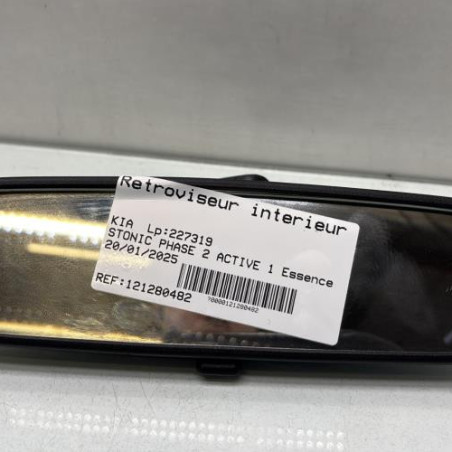 Retroviseur interieur
KIA Lp:227319
STONIC PHASE 2 ACTIVE 1 Essence
20/01/2025
REF:121280482